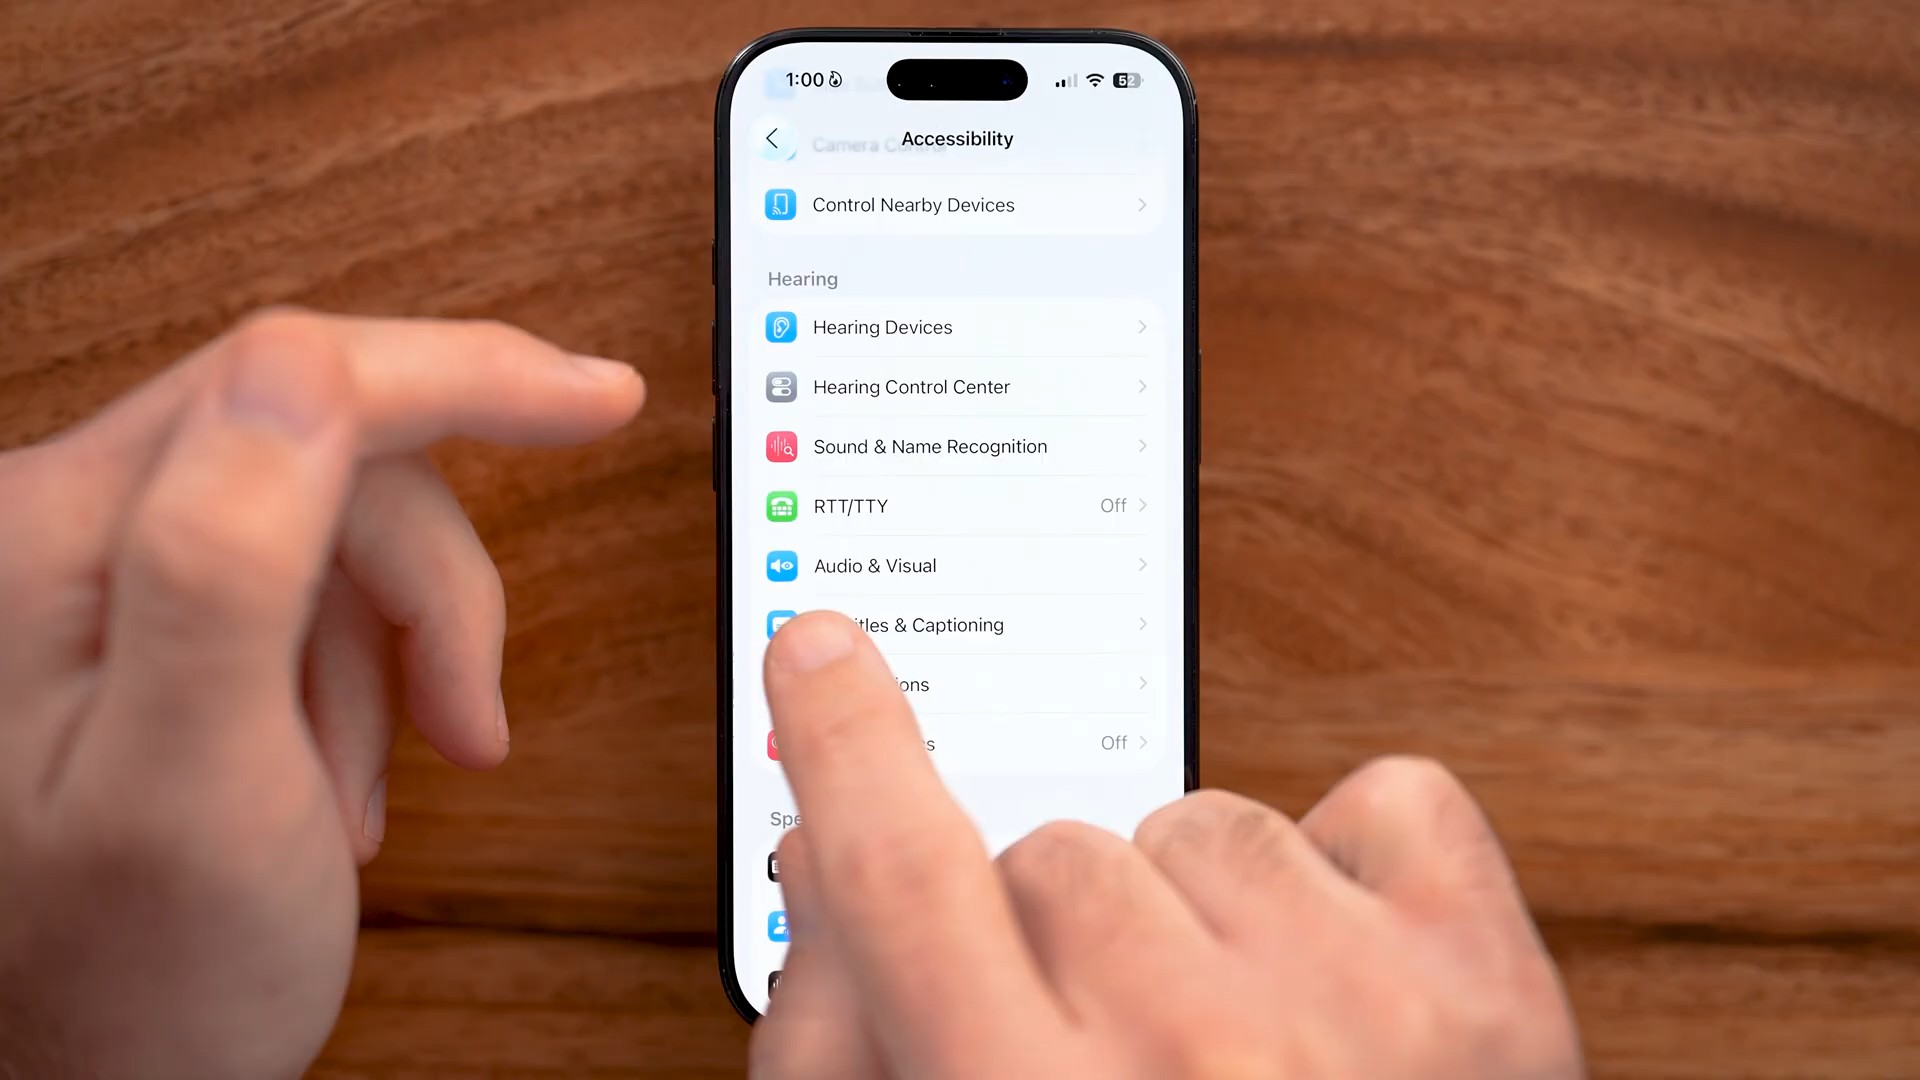 1:00
52
Accessibility
Camera Control
Control Nearby Devices
Hearing
Hearing Devices
Hearing Control Center
Sound & Name Recognition
RTT/TTY Off
Audio & Visual
itles & Captioning
ions
s Off
Spe